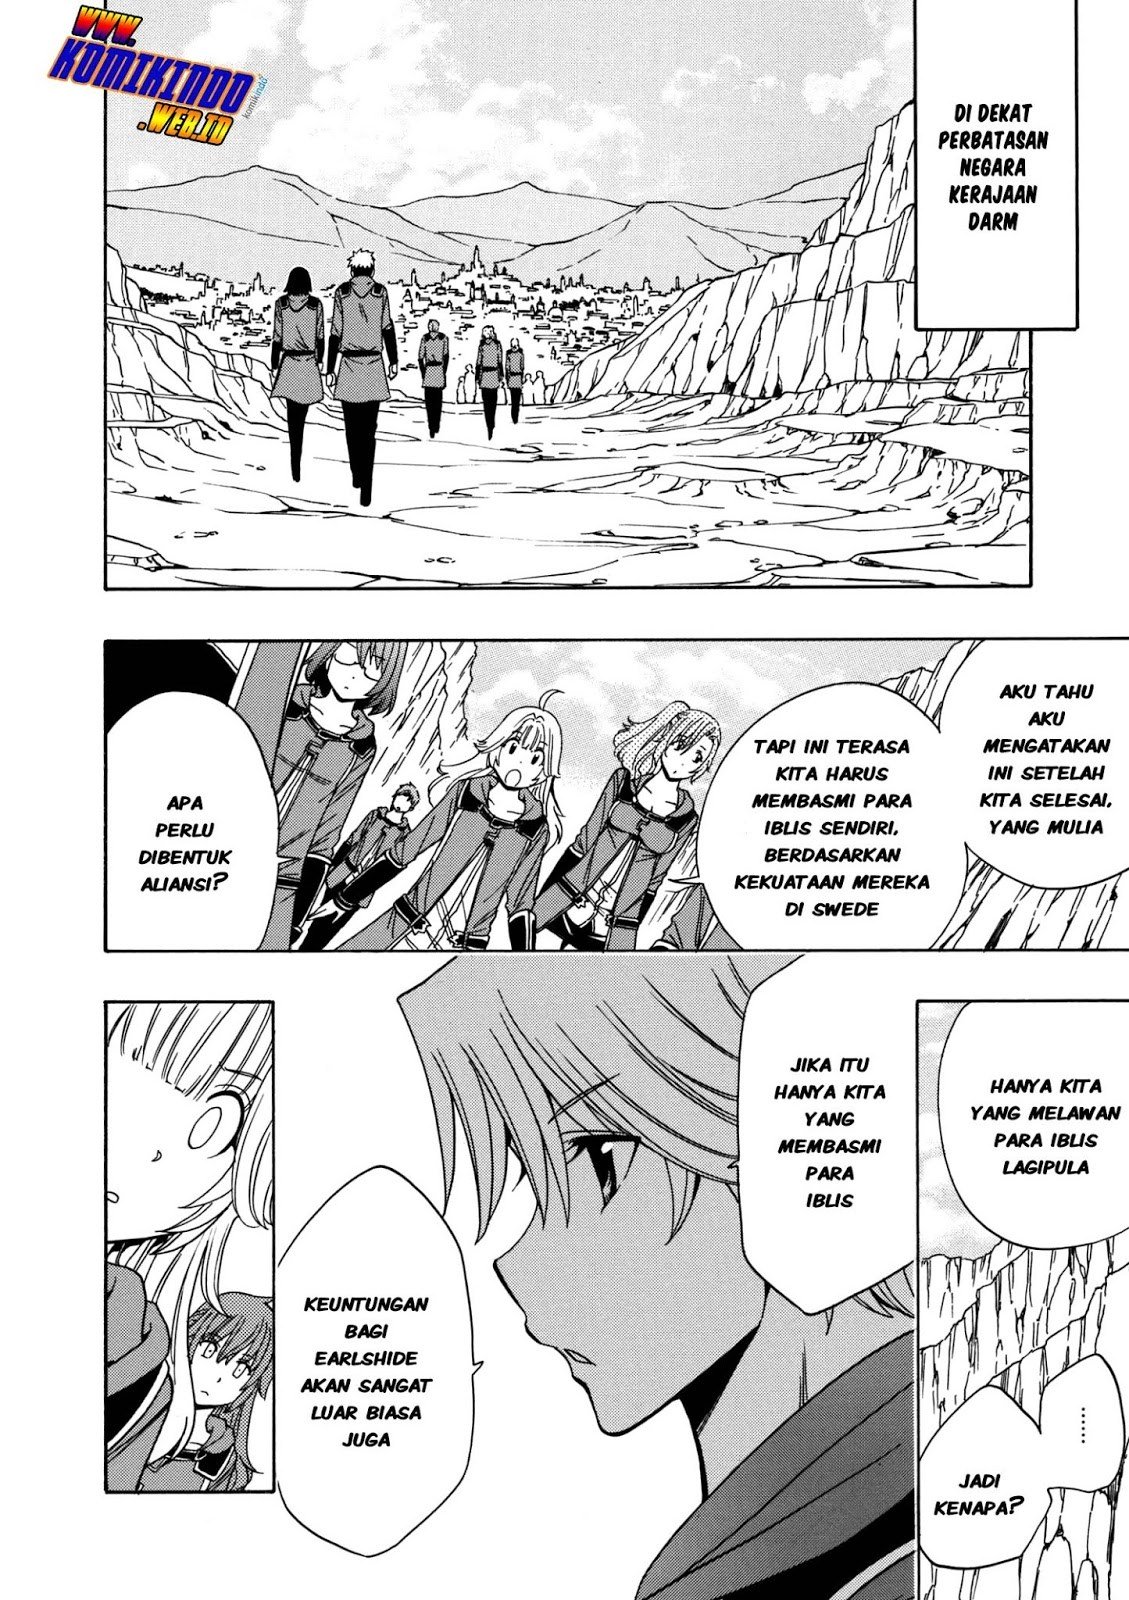 WWW.
KOMIKINDO
.WEB.ID
komikindo
DI DEKAT
PERBATASAN
NEGARA
KERAJAAN
DARM
AKU TAHU
AKU
MENGATAKAN
INI SETELAH
KITA SELESAI,
YANG MULIA
TAPI INI TERASA
KITA HARUS
MEMBASMI PARA
IBLIS SENDIRI,
BERDASARKAN
KEKUATAAN MEREKA
DI SWEDE
APA
PERLU
DIBENTUK
ALIANSI?
HANYA KITA
YANG MELAWAN
PARA IBLIS
LAGIPULA
......
JADI
KENAPA?
JIKA ITU
HANYA KITA
YANG
MEMBASMI
PARA
IBLIS
KEUNTUNGAN
BAGI
EARLSHIDE
AKAN SANGAT
LUAR BIASA
JUGA